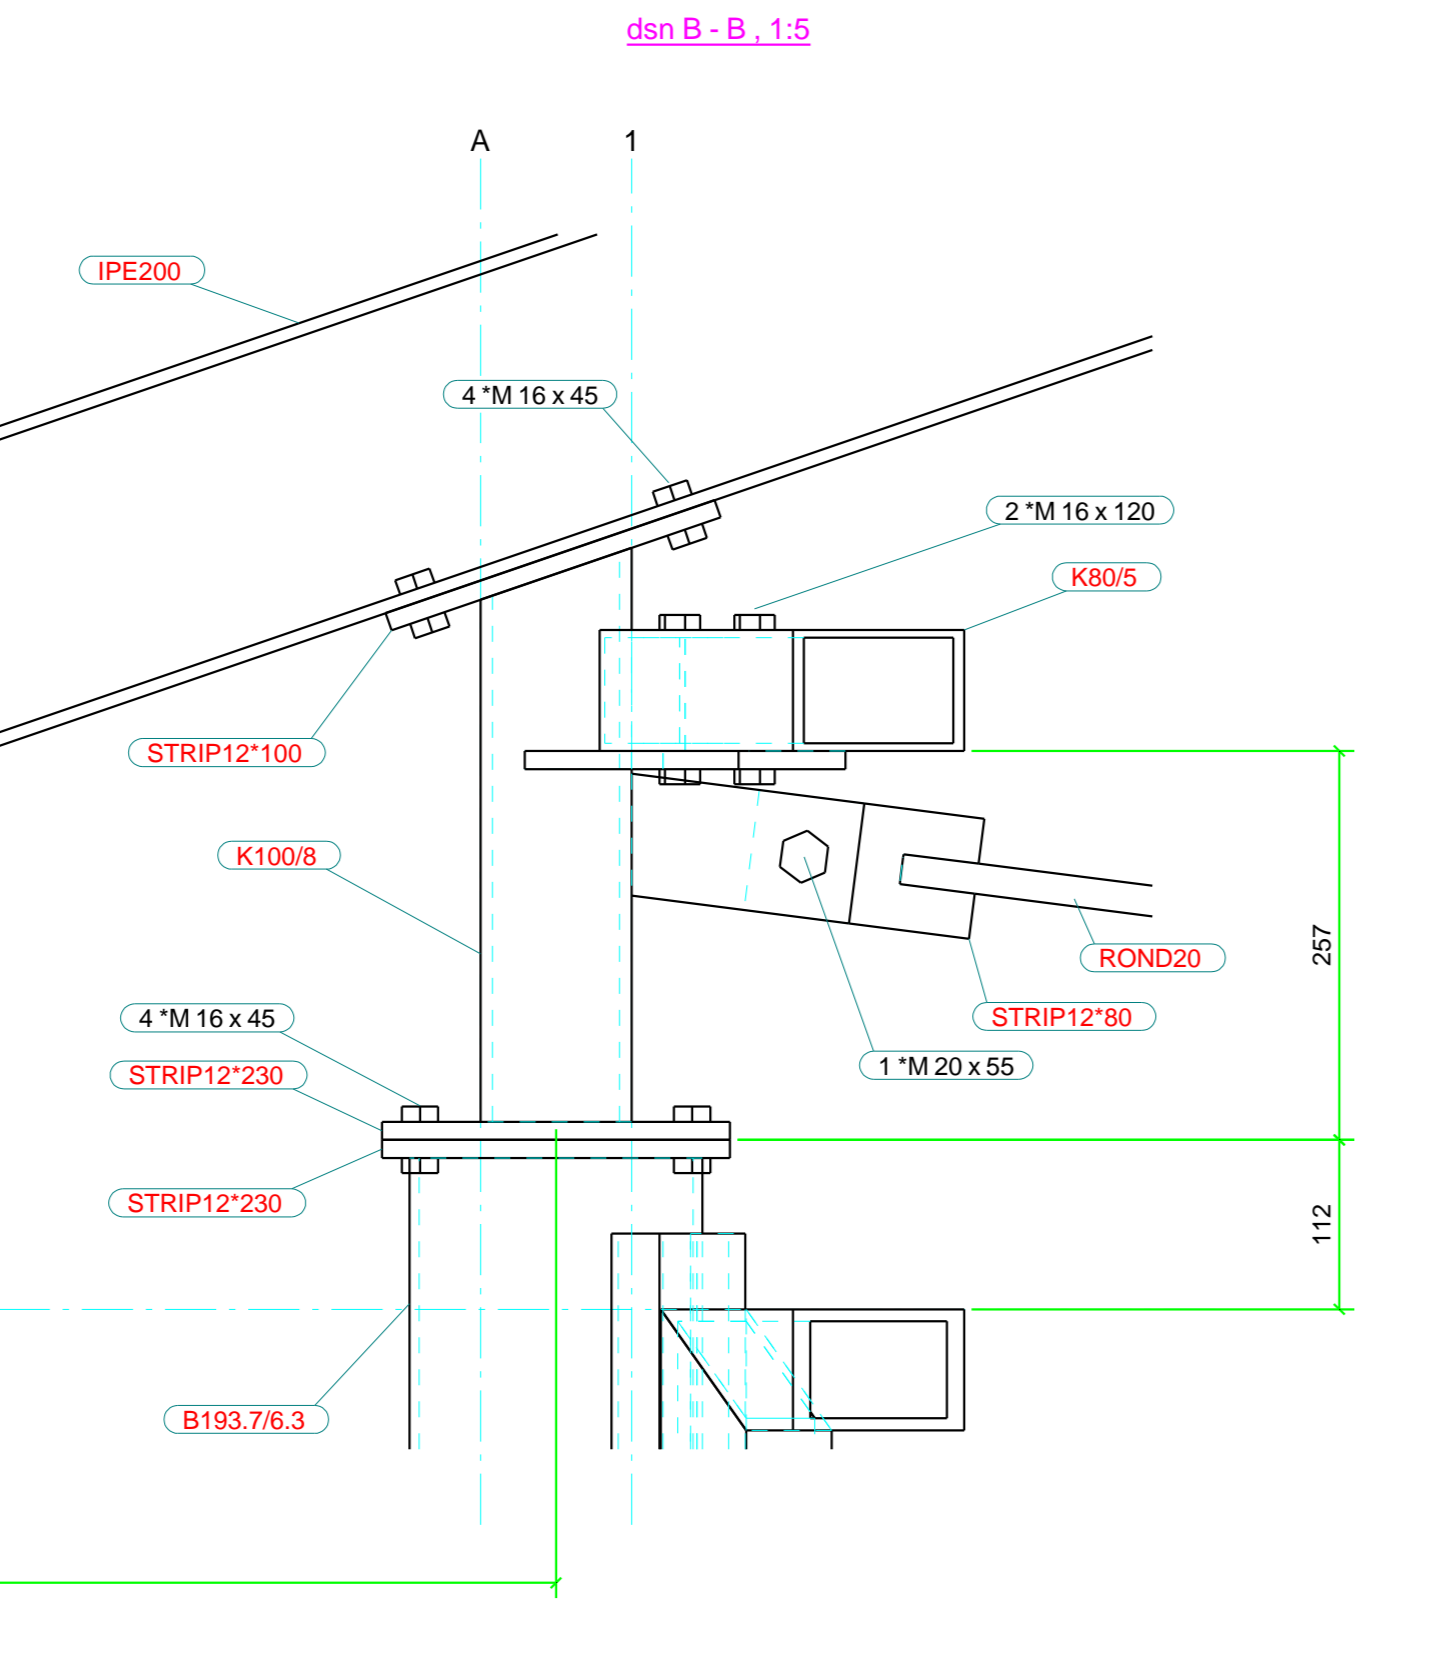 dsn B - B , 1:5
A
1
IPE200
4 *M 16 x 45
2 *M 16 x 120
K80/5
STRIP12*100
K100/8
257
ROND20
4 *M 16 x 45
STRIP12*80
1 *M 20 x 55
STRIP12*230
STRIP12*230
112
B193.7/6.3